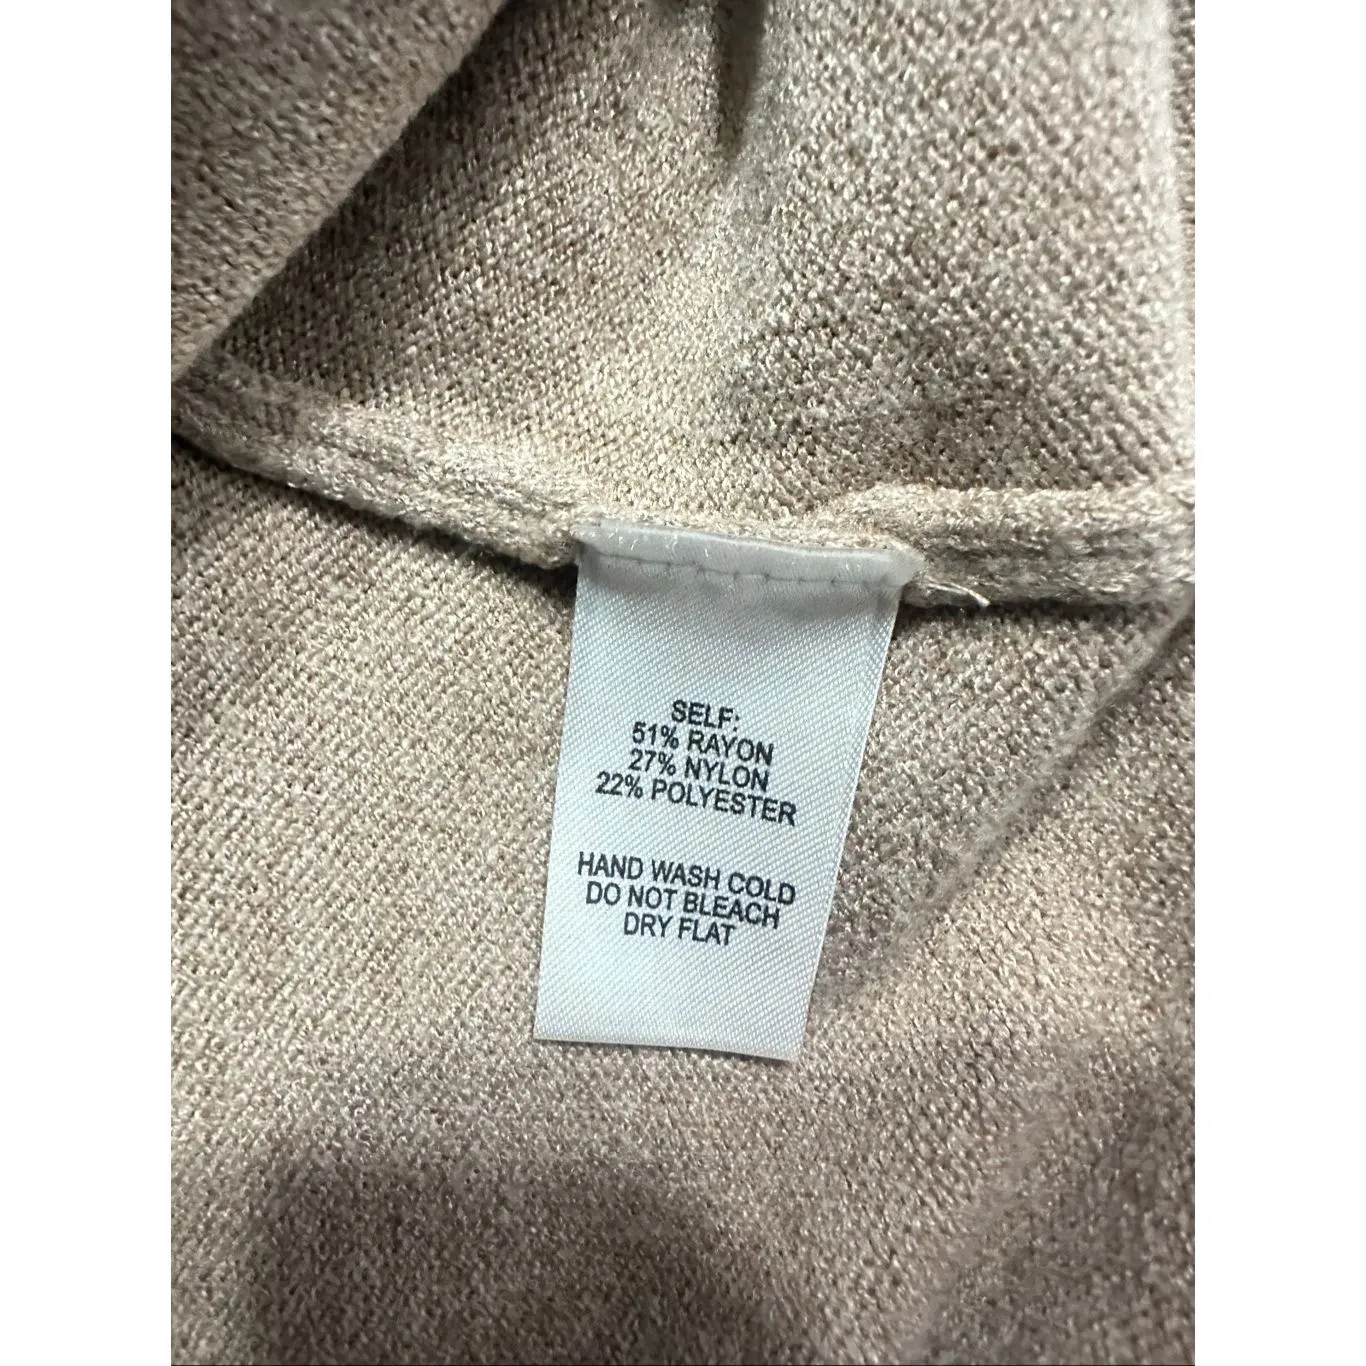 SELF:
51% RAYON
27% NYLON
22% POLYESTER
HAND WASH COLD
DO NOT BLEACH
DRY FLAT